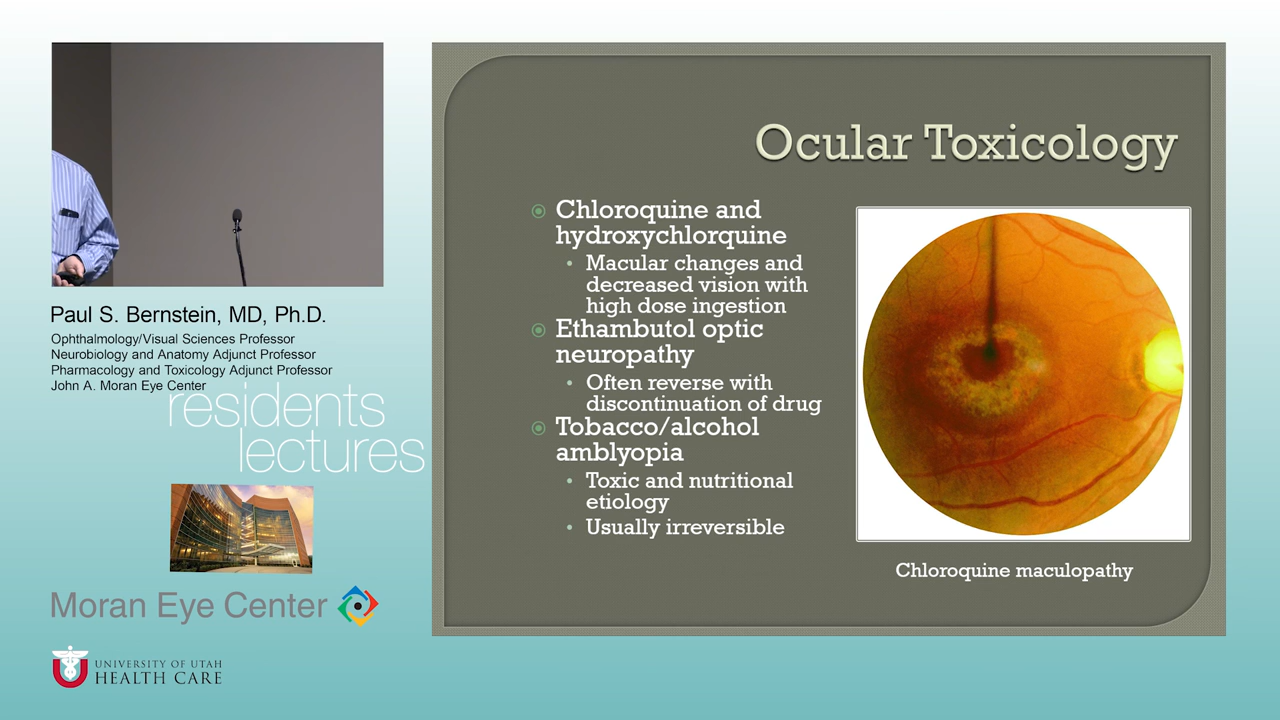 Paul S. Bernstein, MD, Ph.D.
Ophthalmology/Visual Sciences Professor
Neurobiology and Anatomy Adjunct Professor
Pharmacology and Toxicology Adjunct Professor
John A. Moran Eye Center
residents
lectures
Moran Eye Center
UNIVERSITY OF UTAH
HEALTH CARE
Ocular Toxicology
Chloroquine and
hydroxychlorquine
Macular changes and
decreased vision with
high dose ingestion
Ethambutol optic
neuropathy
Often reverse with
discontinuation of drug
Tobacco/alcohol
amblyopia
Toxic and nutritional
etiology
Usually irreversible
Chloroquine maculopathy